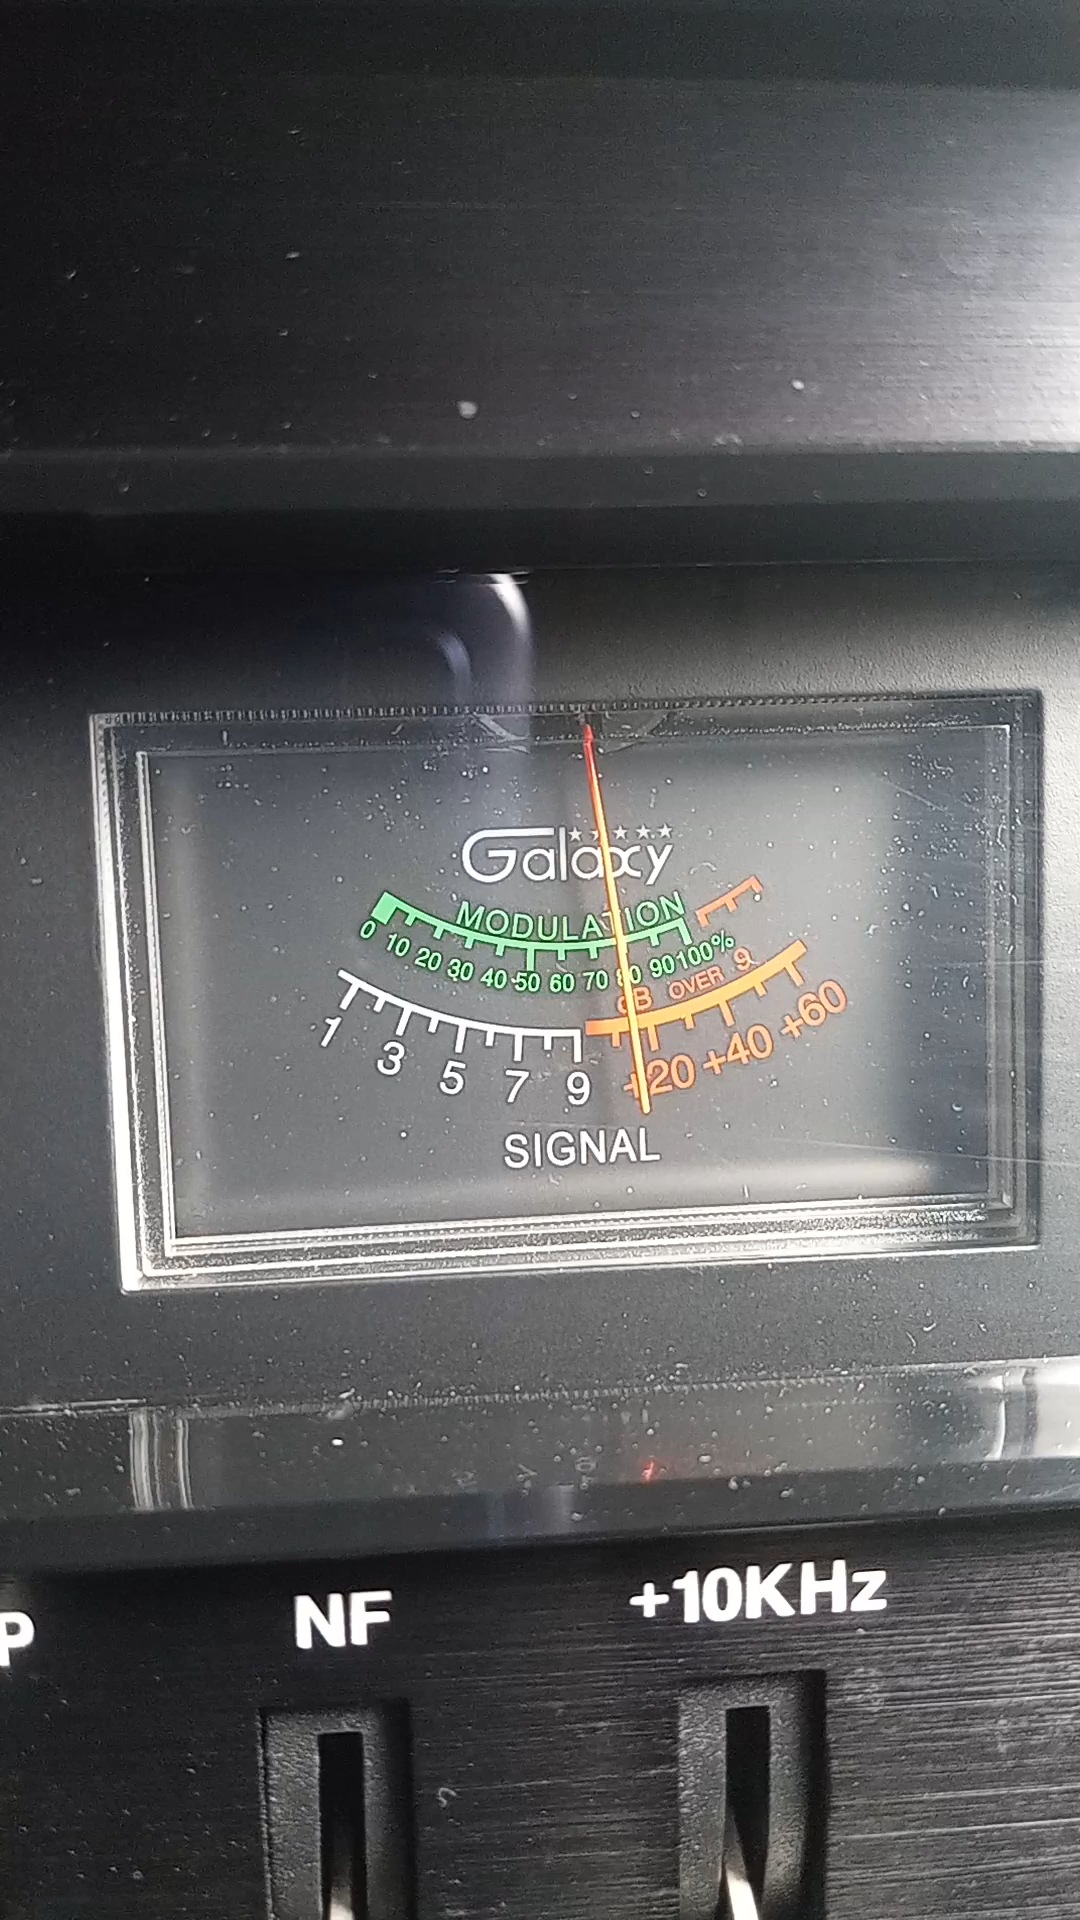 Galaxy
MODULATION
0 10 20 30 40 50 60 70 80 90 100%
dB OVER 9
1 3 5 7 9 +20 +40 +60
SIGNAL
NF
+10KHz